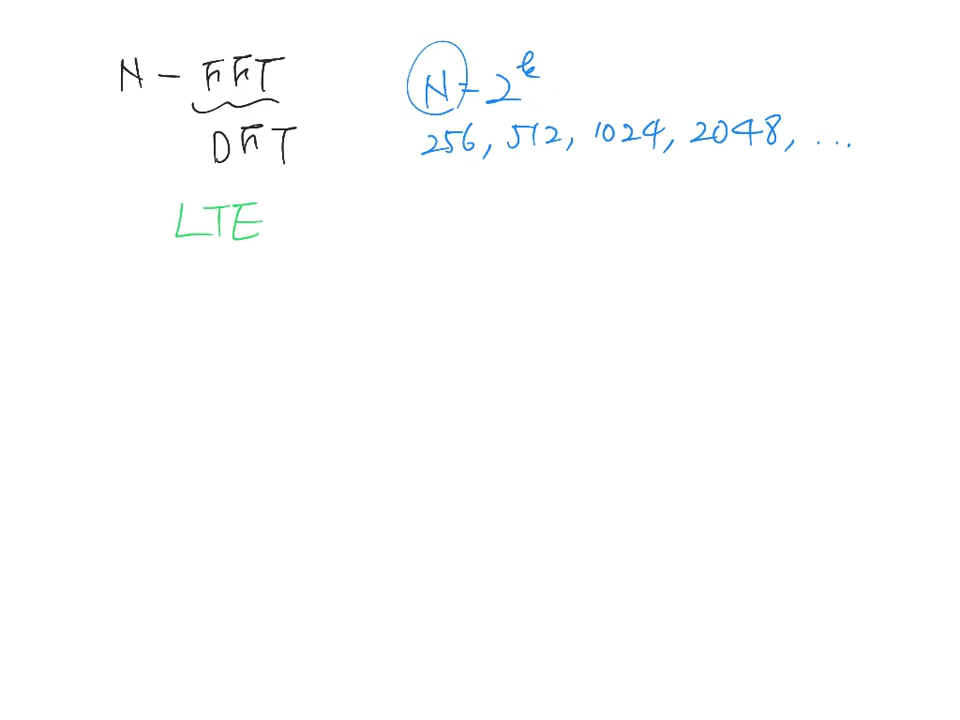 N - FFT
DFT
N = 2^k
256, 512, 1024, 2048, ...
LTE